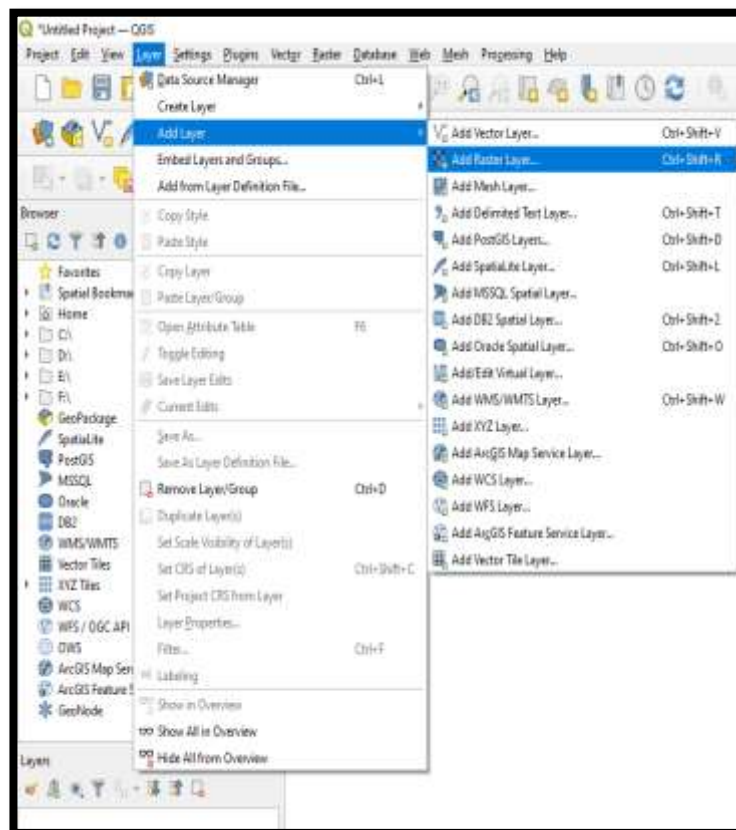 *Untitled Project — QGIS
Project Edit View Layer Settings Plugins Vector Raster Database Web Mesh Processing Help
Data Source Manager Ctrl+L
Create Layer
Add Layer
Embed Layers and Groups...
Add from Layer Definition File...
Copy Style
Paste Style
Copy Layer
Paste Layer/Group
Open Attribute Table F6
Toggle Editing
Save Layer Edits
Current Edits
Save As...
Save As Layer Definition File...
Remove Layer/Group Ctrl+D
Duplicate Layer(s)
Set Scale Visibility of Layer(s)
Set CRS of Layer(s) Ctrl+Shift+C
Set Project CRS from Layer
Layer Properties...
Filter... Ctrl+F
Labeling
Show in Overview
Show All in Overview
Hide All from Overview
Add Vector Layer... Ctrl+Shift+V
Add Raster Layer... Ctrl+Shift+R
Add Mesh Layer...
Add Delimited Text Layer... Ctrl+Shift+T
Add PostGIS Layers... Ctrl+Shift+D
Add SpatiaLite Layer... Ctrl+Shift+L
Add MSSQL Spatial Layer...
Add DB2 Spatial Layer... Ctrl+Shift+2
Add Oracle Spatial Layer... Ctrl+Shift+O
Add/Edit Virtual Layer...
Add WMS/WMTS Layer... Ctrl+Shift+W
Add XYZ Layer...
Add ArcGIS Map Service Layer...
Add WCS Layer...
Add WFS Layer...
Add ArcGIS Feature Service Layer...
Add Vector Tile Layer...
Browser
Favorites
Spatial Bookma
Home
C:\
D:\
E:\
F:\
GeoPackage
SpatiaLite
PostGIS
MSSQL
Oracle
DB2
WMS/WMTS
Vector Tiles
XYZ Tiles
WCS
WFS / OGC API
OWS
ArcGIS Map Ser
ArcGIS Feature S
GeoNode
Layers